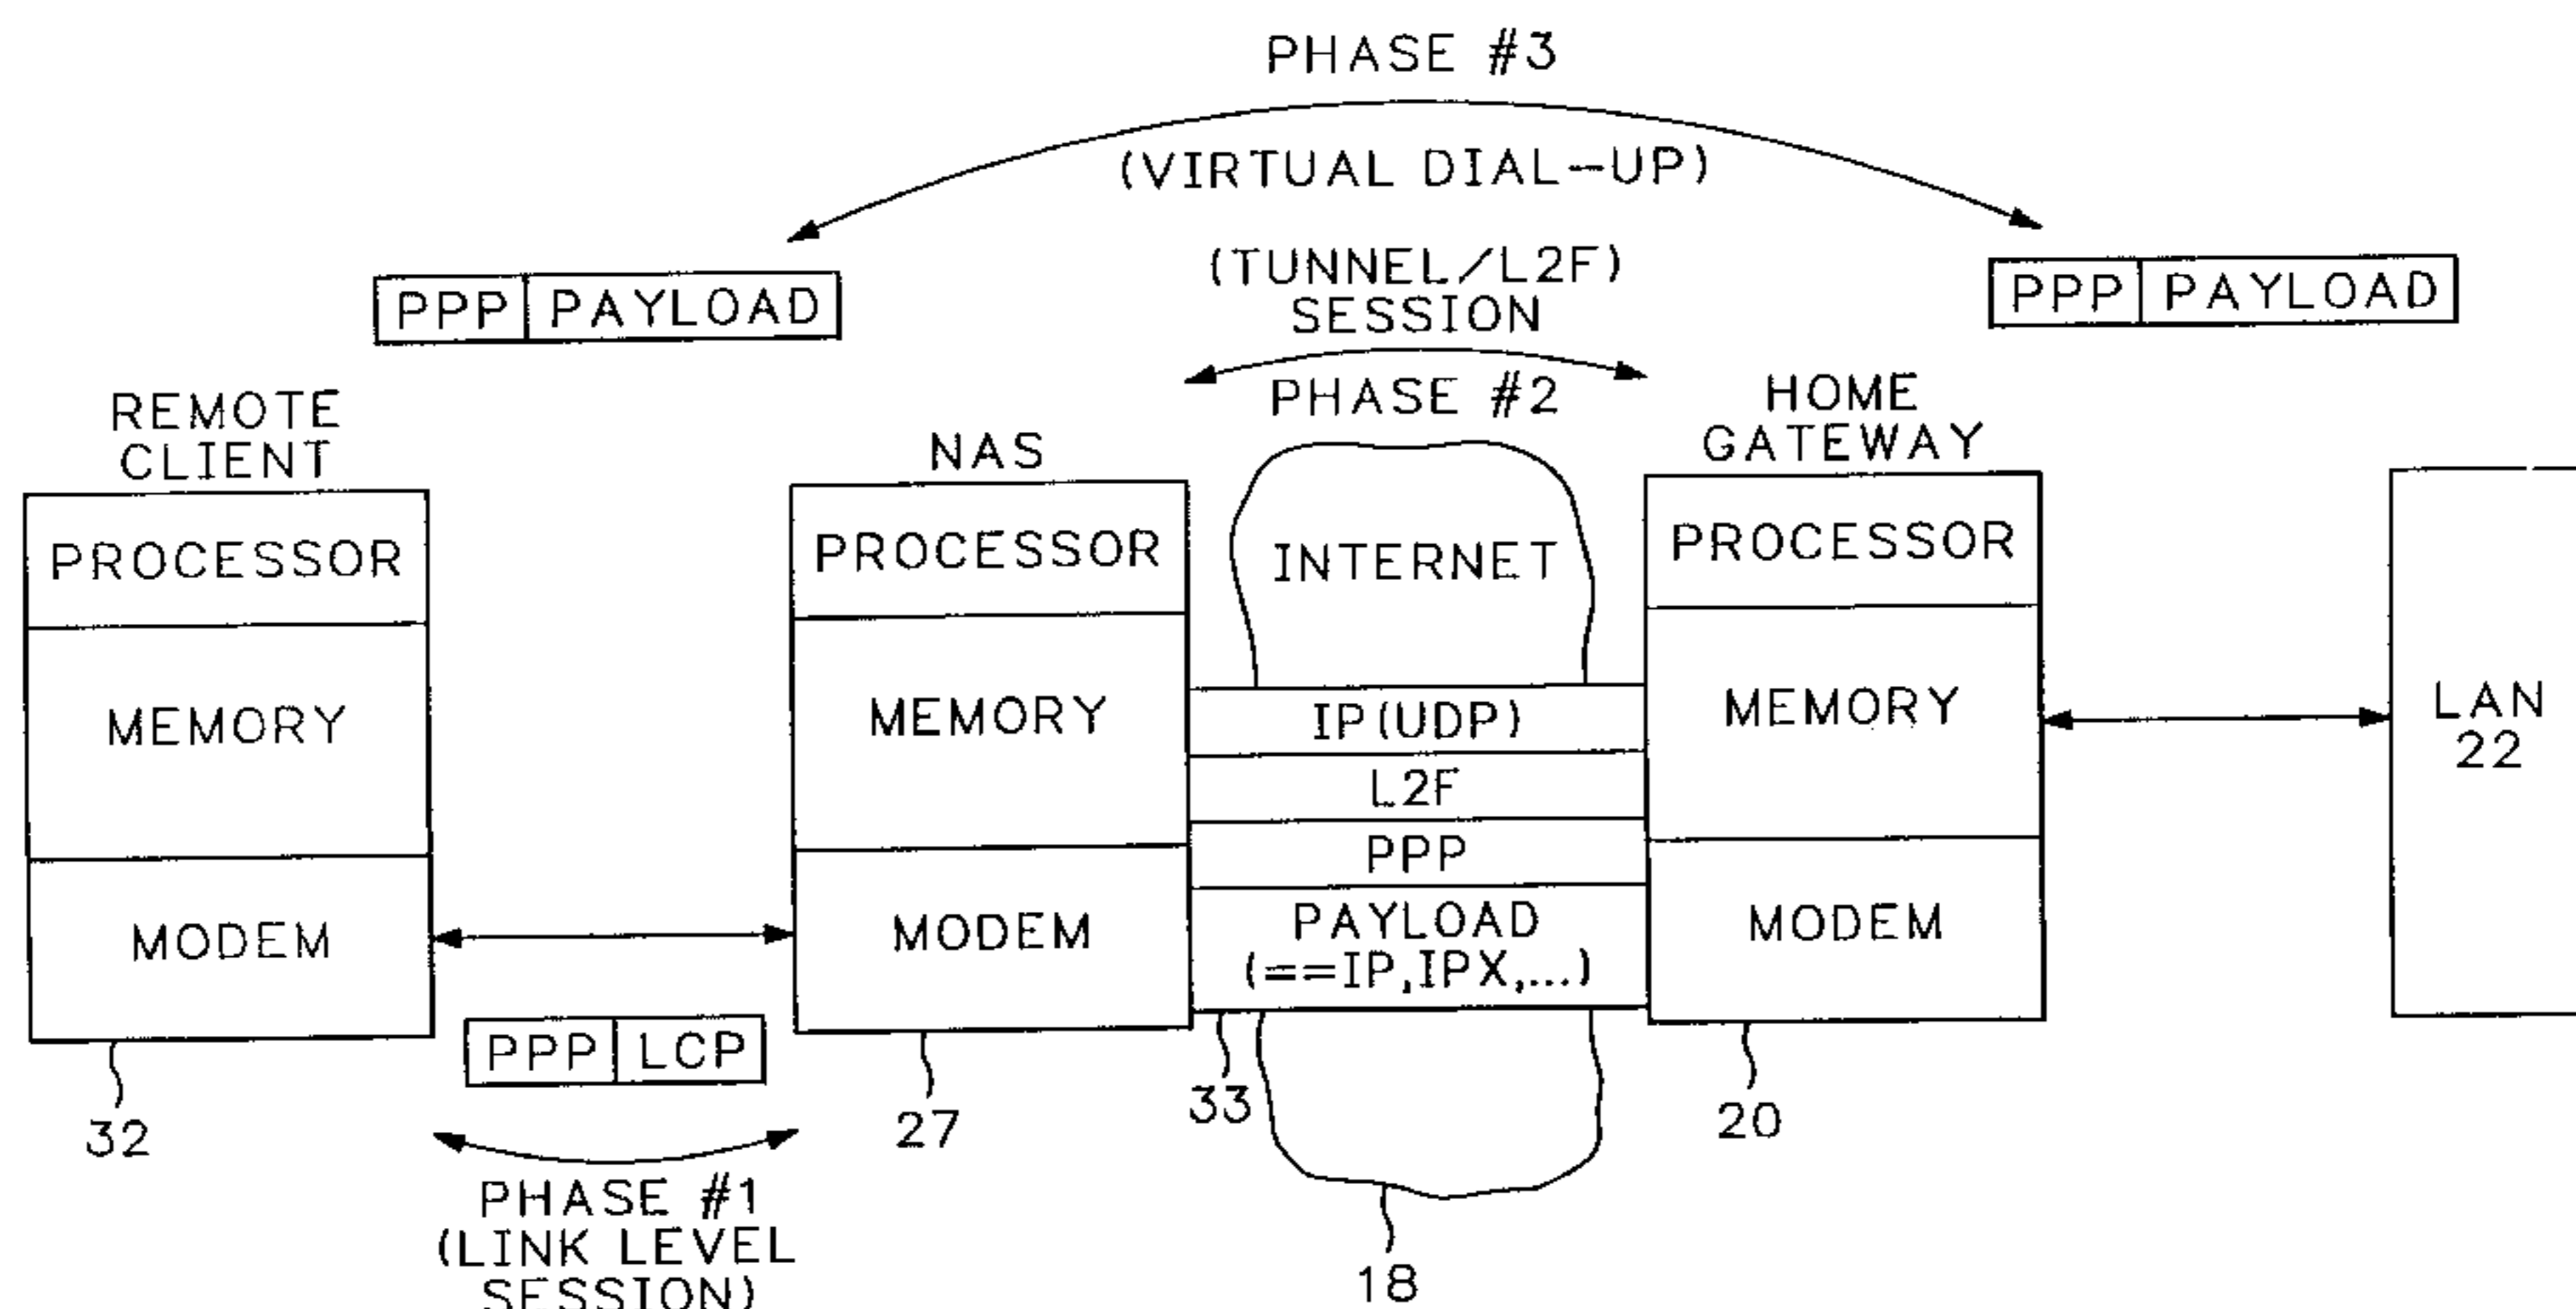 PHASE #3
(VIRTUAL DIAL-UP)
(TUNNEL/L2F)
SESSION
PHASE #2
PPP PAYLOAD
PPP PAYLOAD
REMOTE
CLIENT
PROCESSOR
MEMORY
MODEM
32
PPP LCP
PHASE #1
(LINK LEVEL
SESSION)
NAS
PROCESSOR
MEMORY
MODEM
27
INTERNET
IP(UDP)
L2F
PPP
PAYLOAD
(==IP,IPX,...)
33
18
HOME
GATEWAY
PROCESSOR
MEMORY
MODEM
20
LAN
22